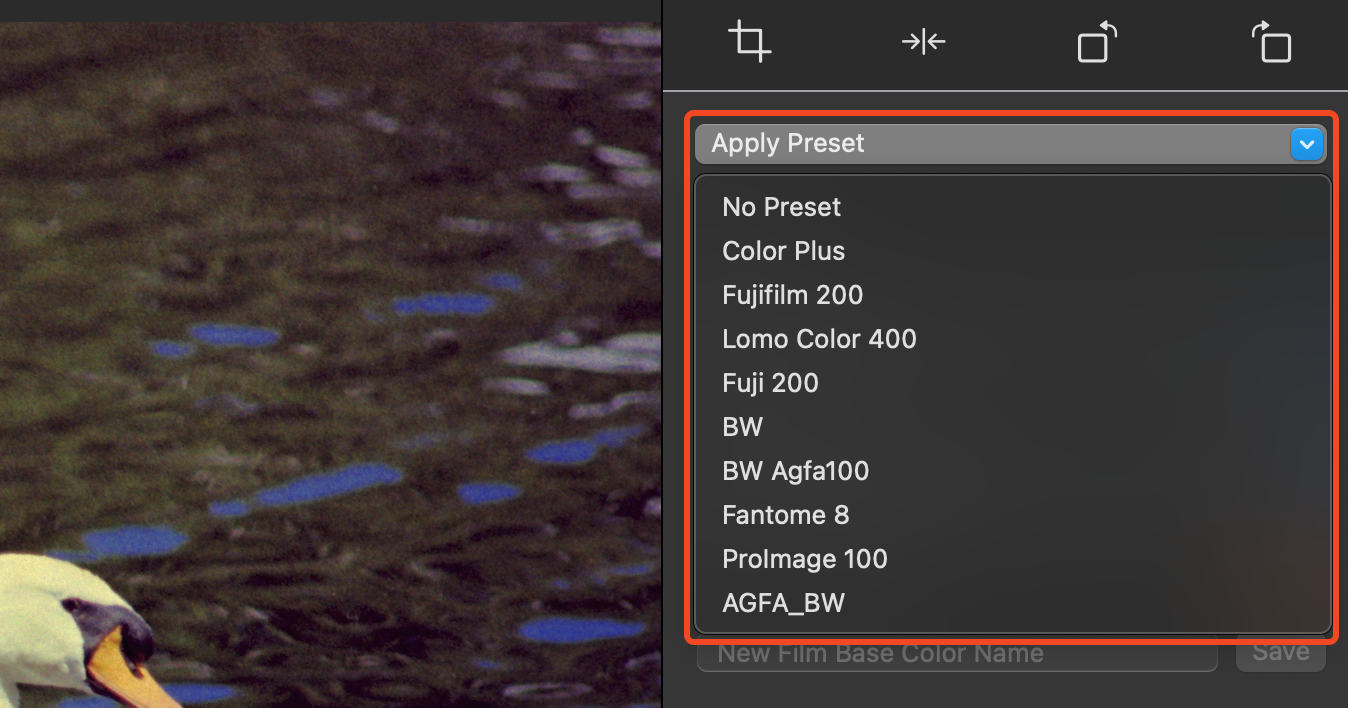 Apply Preset
No Preset
Color Plus
Fujifilm 200
Lomo Color 400
Fuji 200
BW
BW Agfa100
Fantome 8
ProImage 100
AGFA_BW
New Film Base Color Name
Save